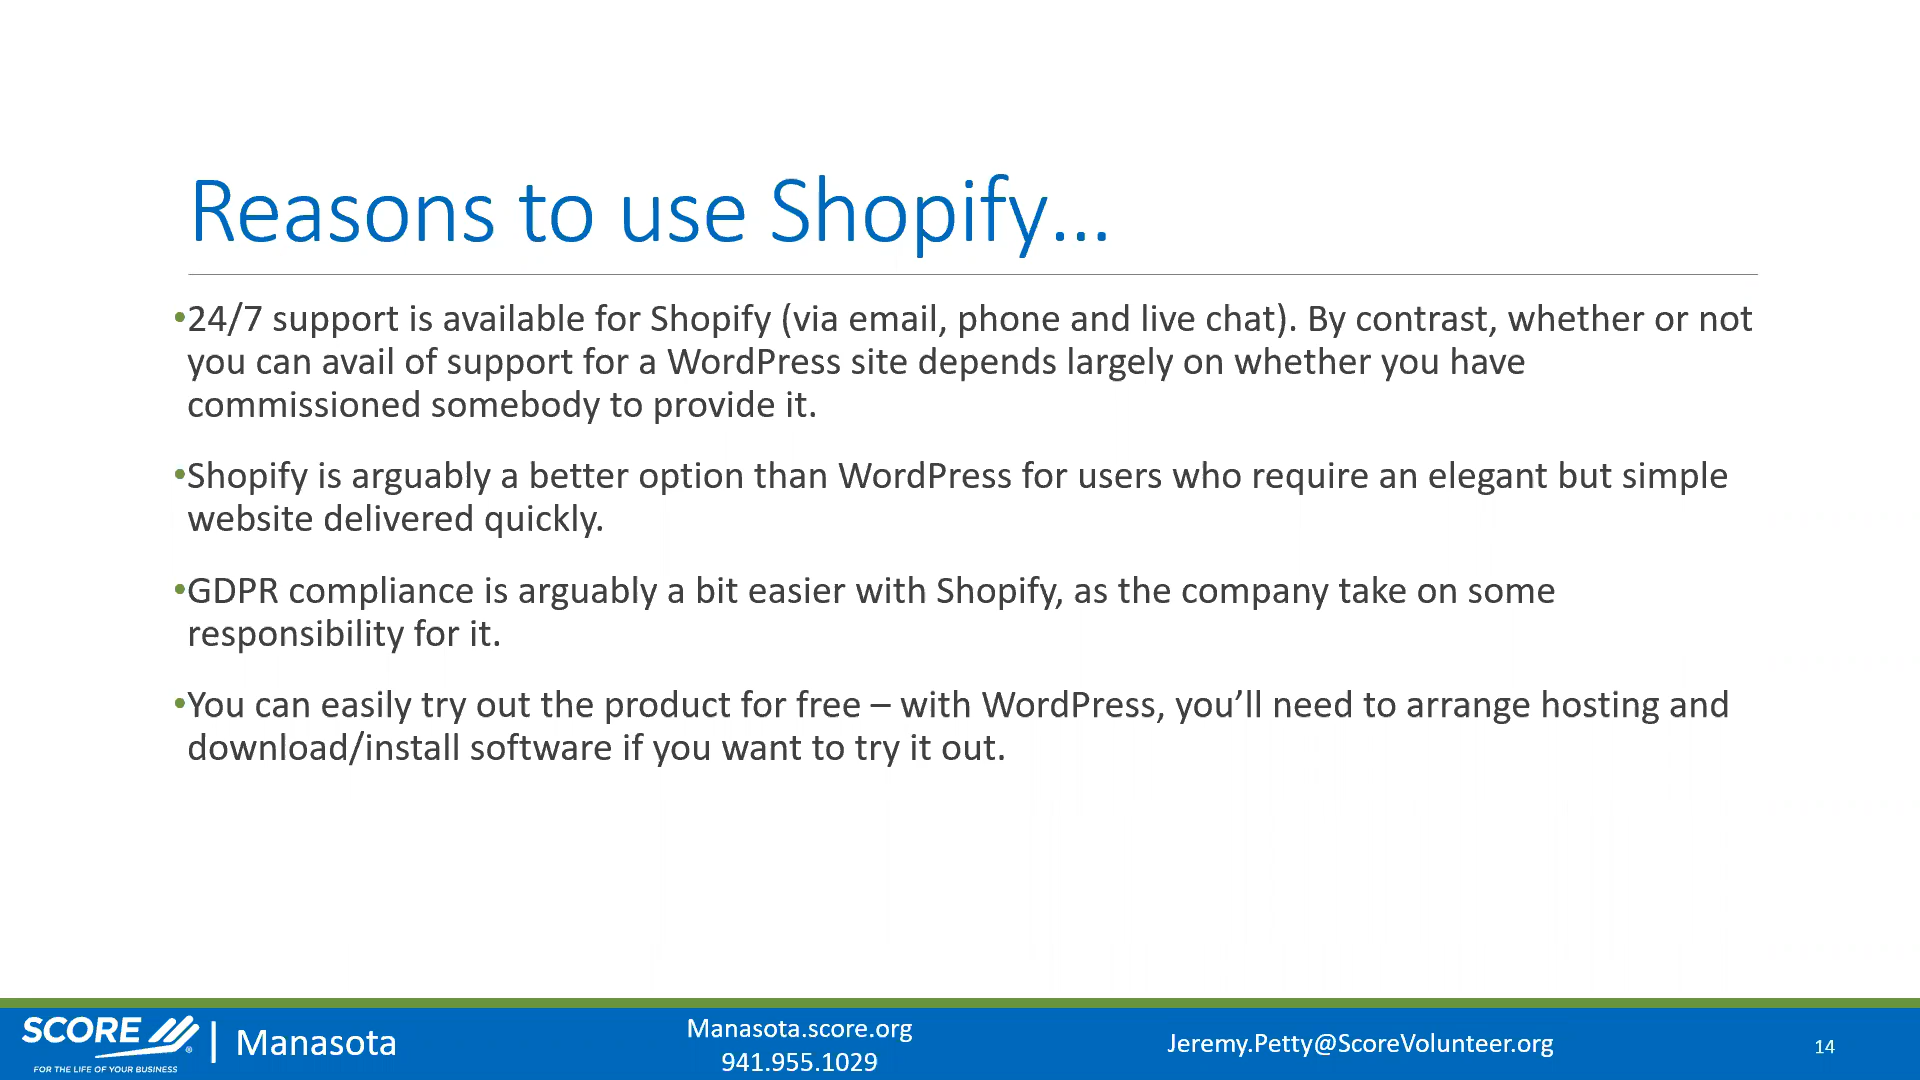 Reasons to use Shopify...
•24/7 support is available for Shopify (via email, phone and live chat). By contrast, whether or not
you can avail of support for a WordPress site depends largely on whether you have
commissioned somebody to provide it.
•Shopify is arguably a better option than WordPress for users who require an elegant but simple
website delivered quickly.
•GDPR compliance is arguably a bit easier with Shopify, as the company take on some
responsibility for it.
•You can easily try out the product for free – with WordPress, you’ll need to arrange hosting and
download/install software if you want to try it out.
SCORE ® | Manasota
FOR THE LIFE OF YOUR BUSINESS
Manasota.score.org
941.955.1029
Jeremy.Petty@ScoreVolunteer.org
14